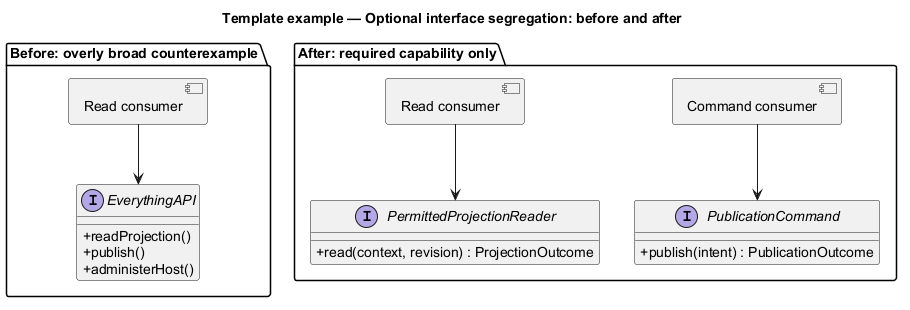 Template example — Optional interface segregation: before and after
Before: overly broad counterexample
Read consumer
I EverythingAPI
+readProjection()
+publish()
+administerHost()
After: required capability only
Read consumer
Command consumer
I PermittedProjectionReader
+read(context, revision) : ProjectionOutcome
I PublicationCommand
+publish(intent) : PublicationOutcome